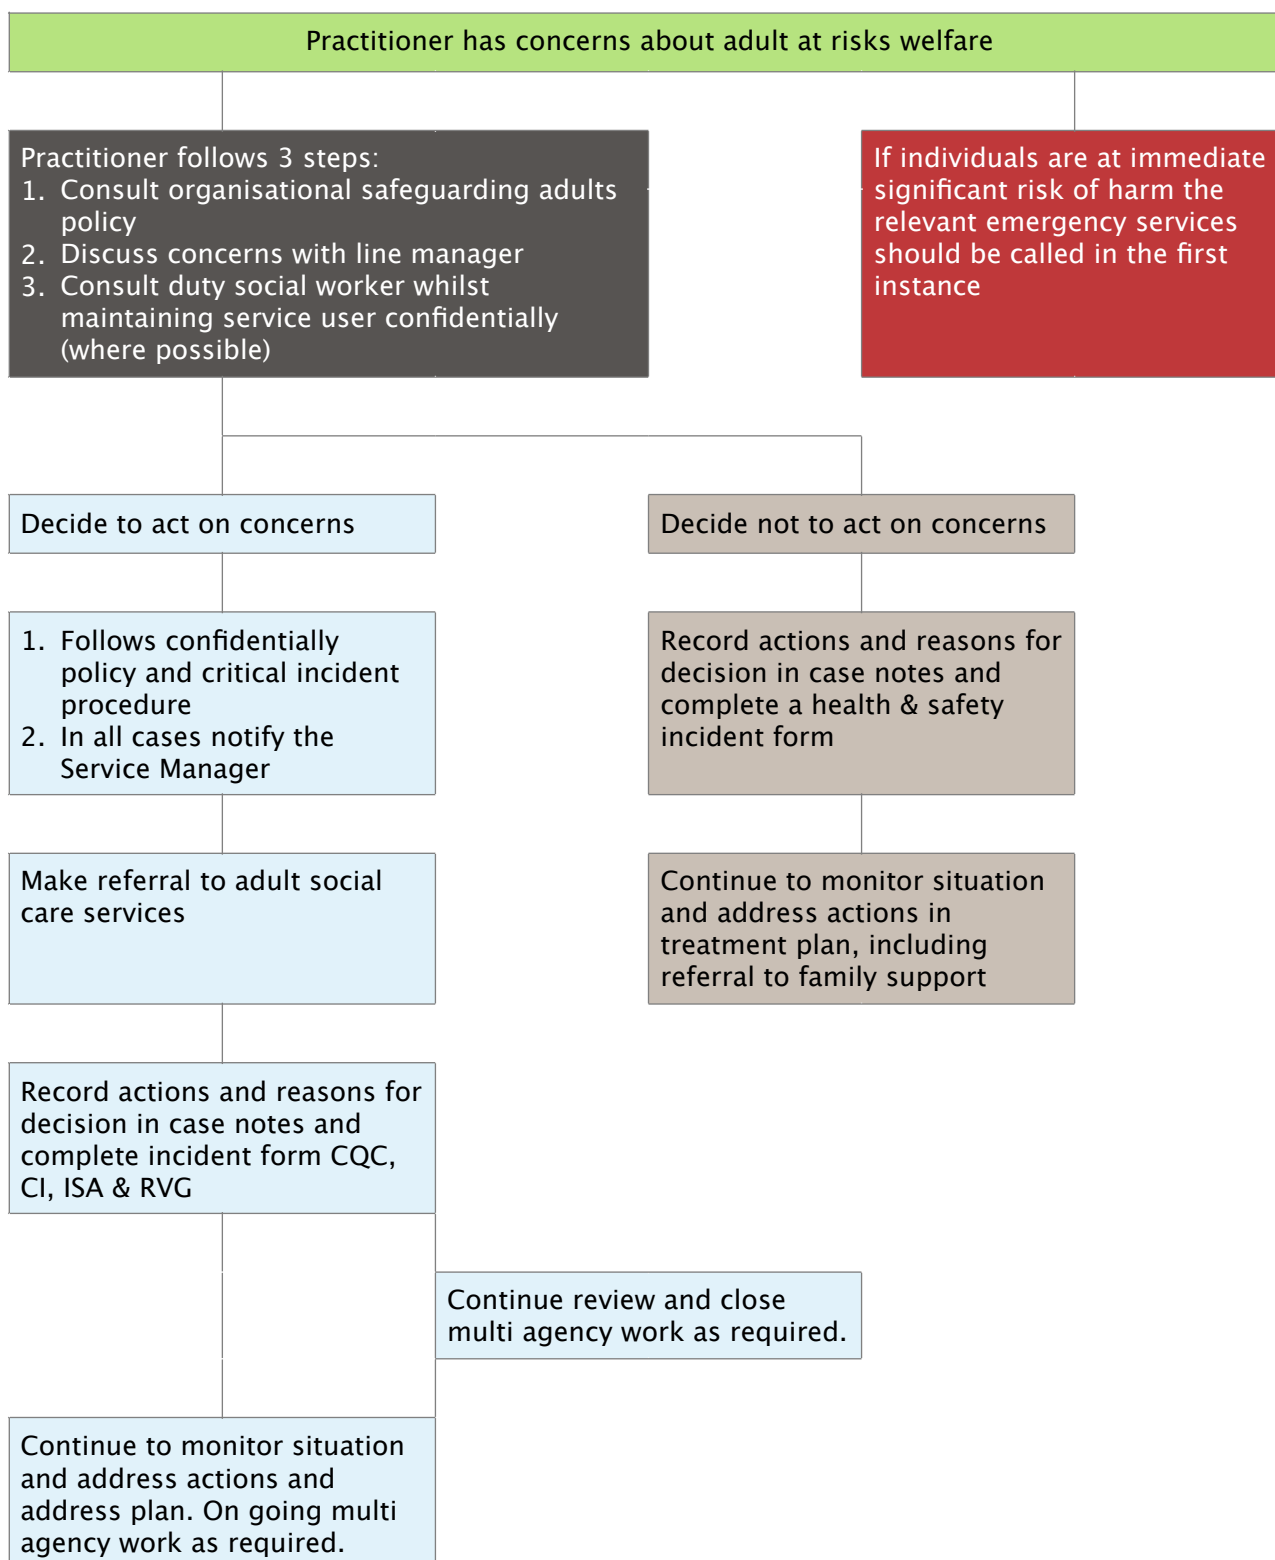 Practitioner has concerns about adult at risks welfare
Practitioner follows 3 steps:
1. Consult organisational safeguarding adults
policy
2. Discuss concerns with line manager
3. Consult duty social worker whilst
maintaining service user confidentially
(where possible)
If individuals are at immediate
significant risk of harm the
relevant emergency services
should be called in the first
instance
Decide to act on concerns
Decide not to act on concerns
1. Follows confidentially
policy and critical incident
procedure
2. In all cases notify the
Service Manager
Record actions and reasons for
decision in case notes and
complete a health & safety
incident form
Make referral to adult social
care services
Continue to monitor situation
and address actions in
treatment plan, including
referral to family support
Record actions and reasons for
decision in case notes and
complete incident form CQC,
CI, ISA & RVG
Continue review and close
multi agency work as required.
Continue to monitor situation
and address actions and
address plan. On going multi
agency work as required.